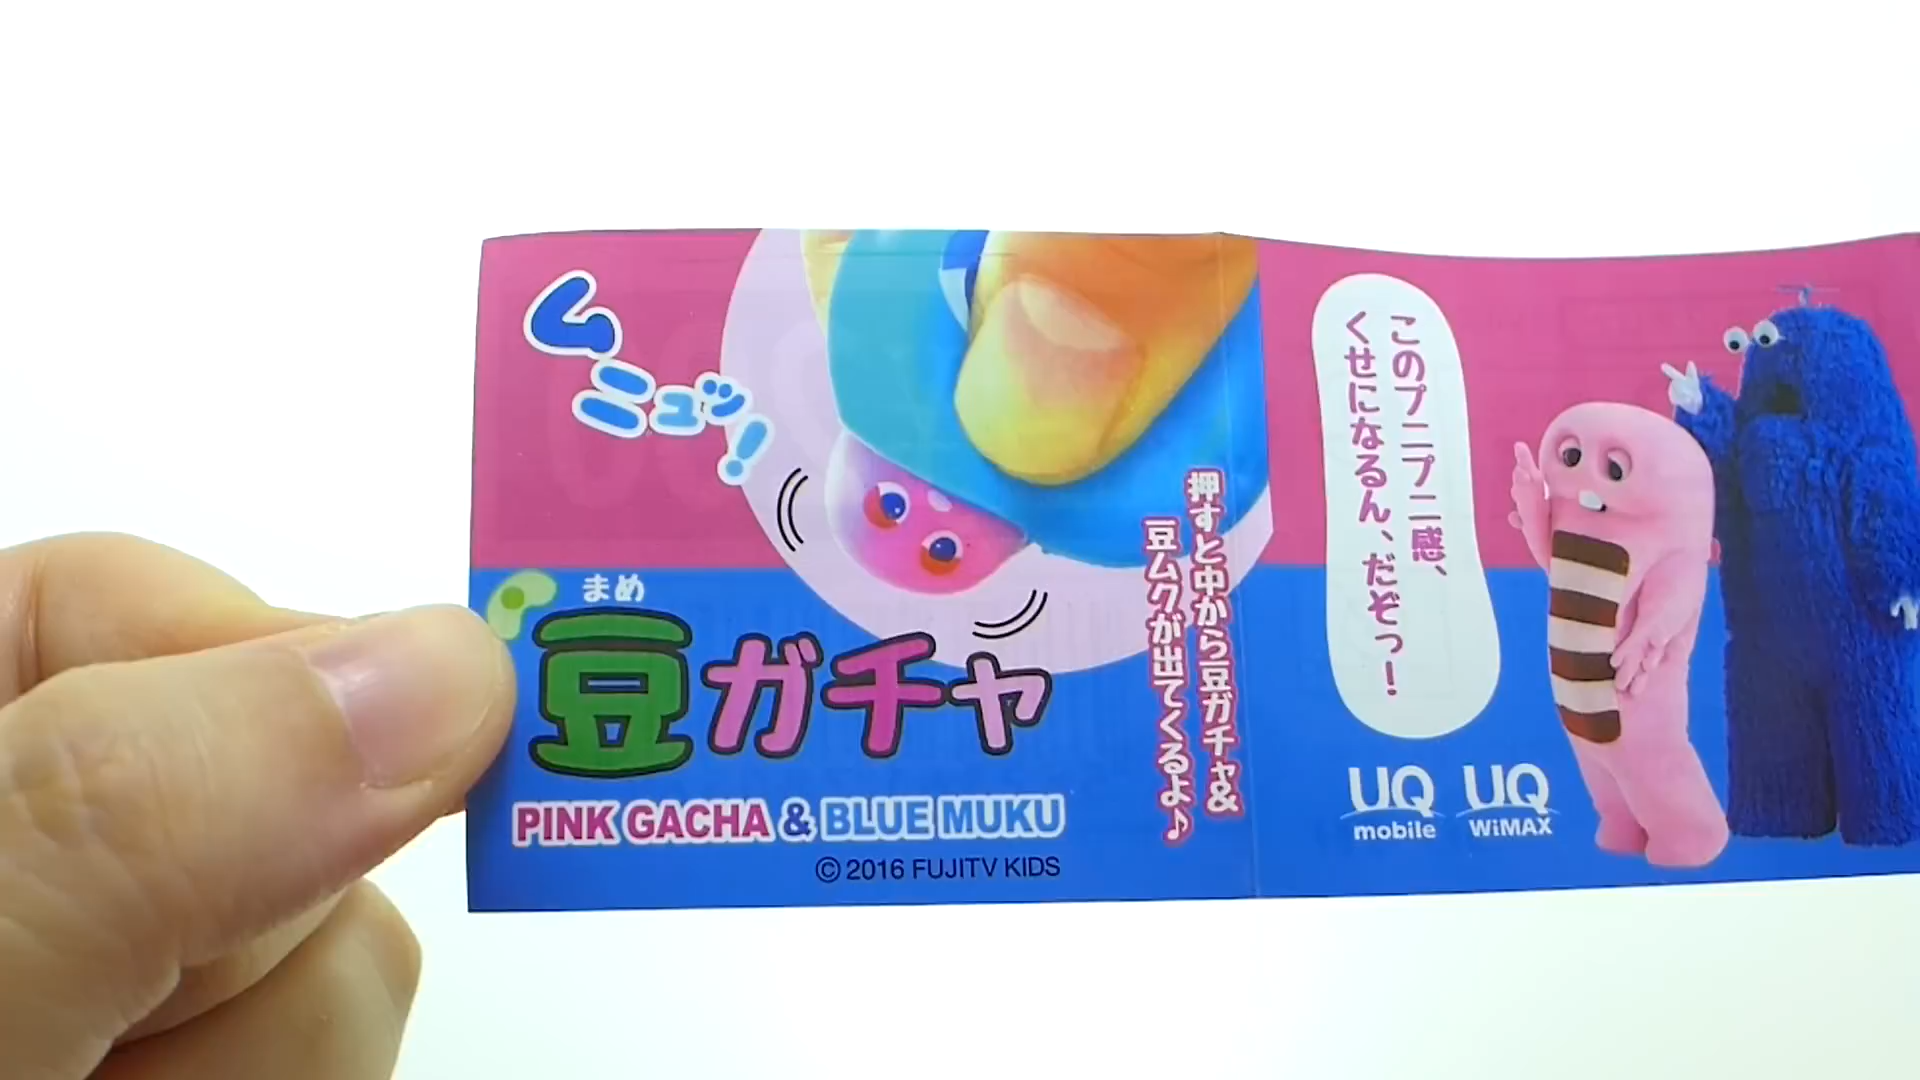 ムニュッ!
まめ
豆ガチャ
PINK GACHA & BLUE MUKU
© 2016 FUJITV KIDS
押すと中から豆ガチャ&
豆ムクが出てくるよ♪
このプニプニ感、
くせになるん、だぞっ!
UQ mobile
UQ WiMAX